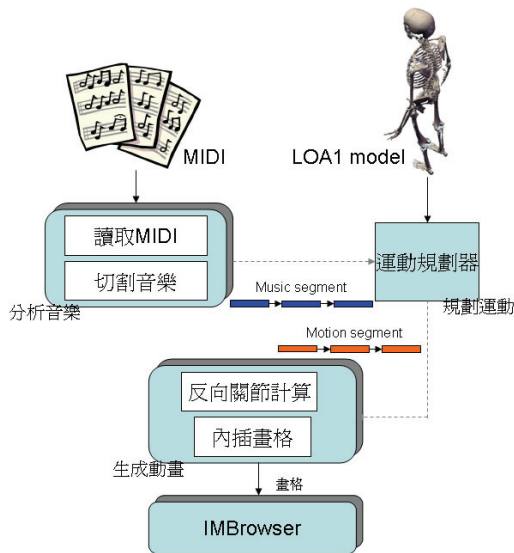 MIDI
LOA1 model
讀取MIDI
切割音樂
分析音樂
運動規劃器
規劃運動
Music segment
Motion segment
反向關節計算
內插畫格
生成動畫
畫格
IMBrowser